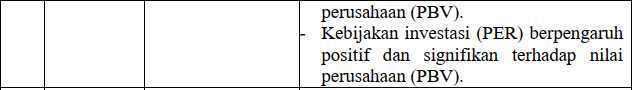 perusahaan (PBV).
- Kebijakan investasi (PER) berpengaruh
positif dan signifikan terhadap nilai
perusahaan (PBV).